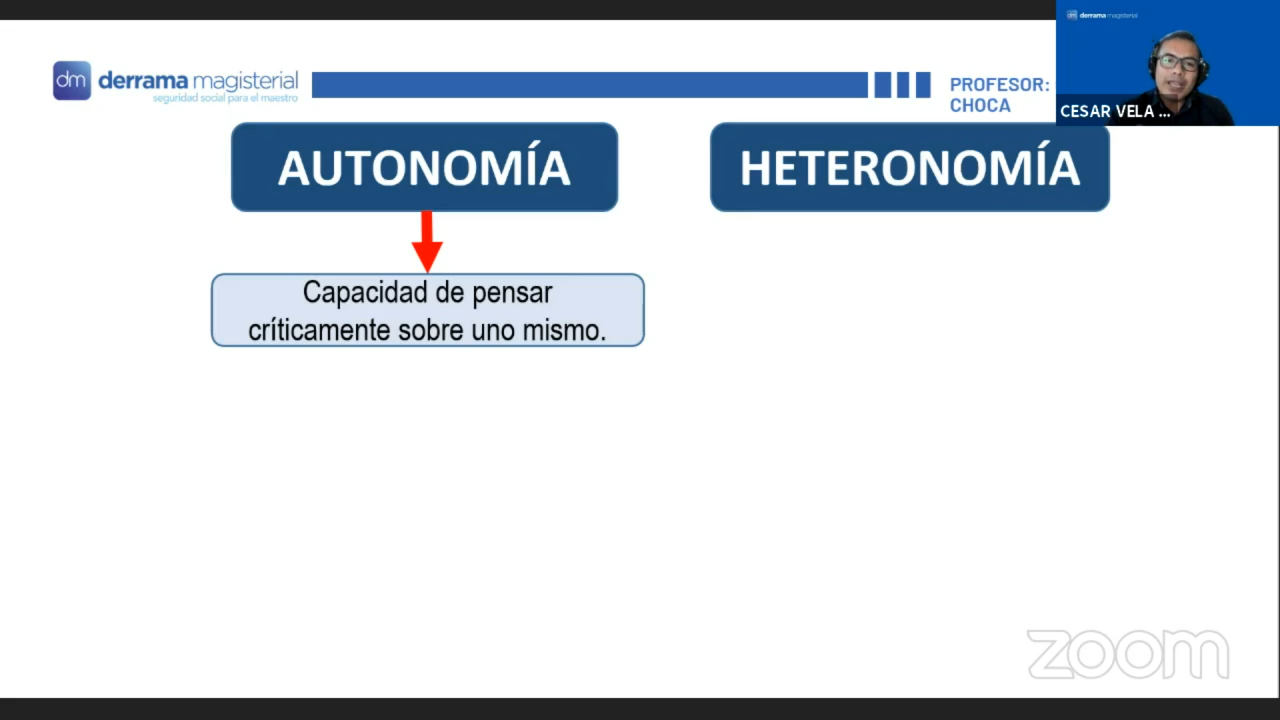 dm derrama magisterial
seguridad social para el maestro
PROFESOR:
CHOCA
dm derrama magisterial
CESAR VELA ...
AUTONOMÍA
HETERONOMÍA
Capacidad de pensar
críticamente sobre uno mismo.
zoom